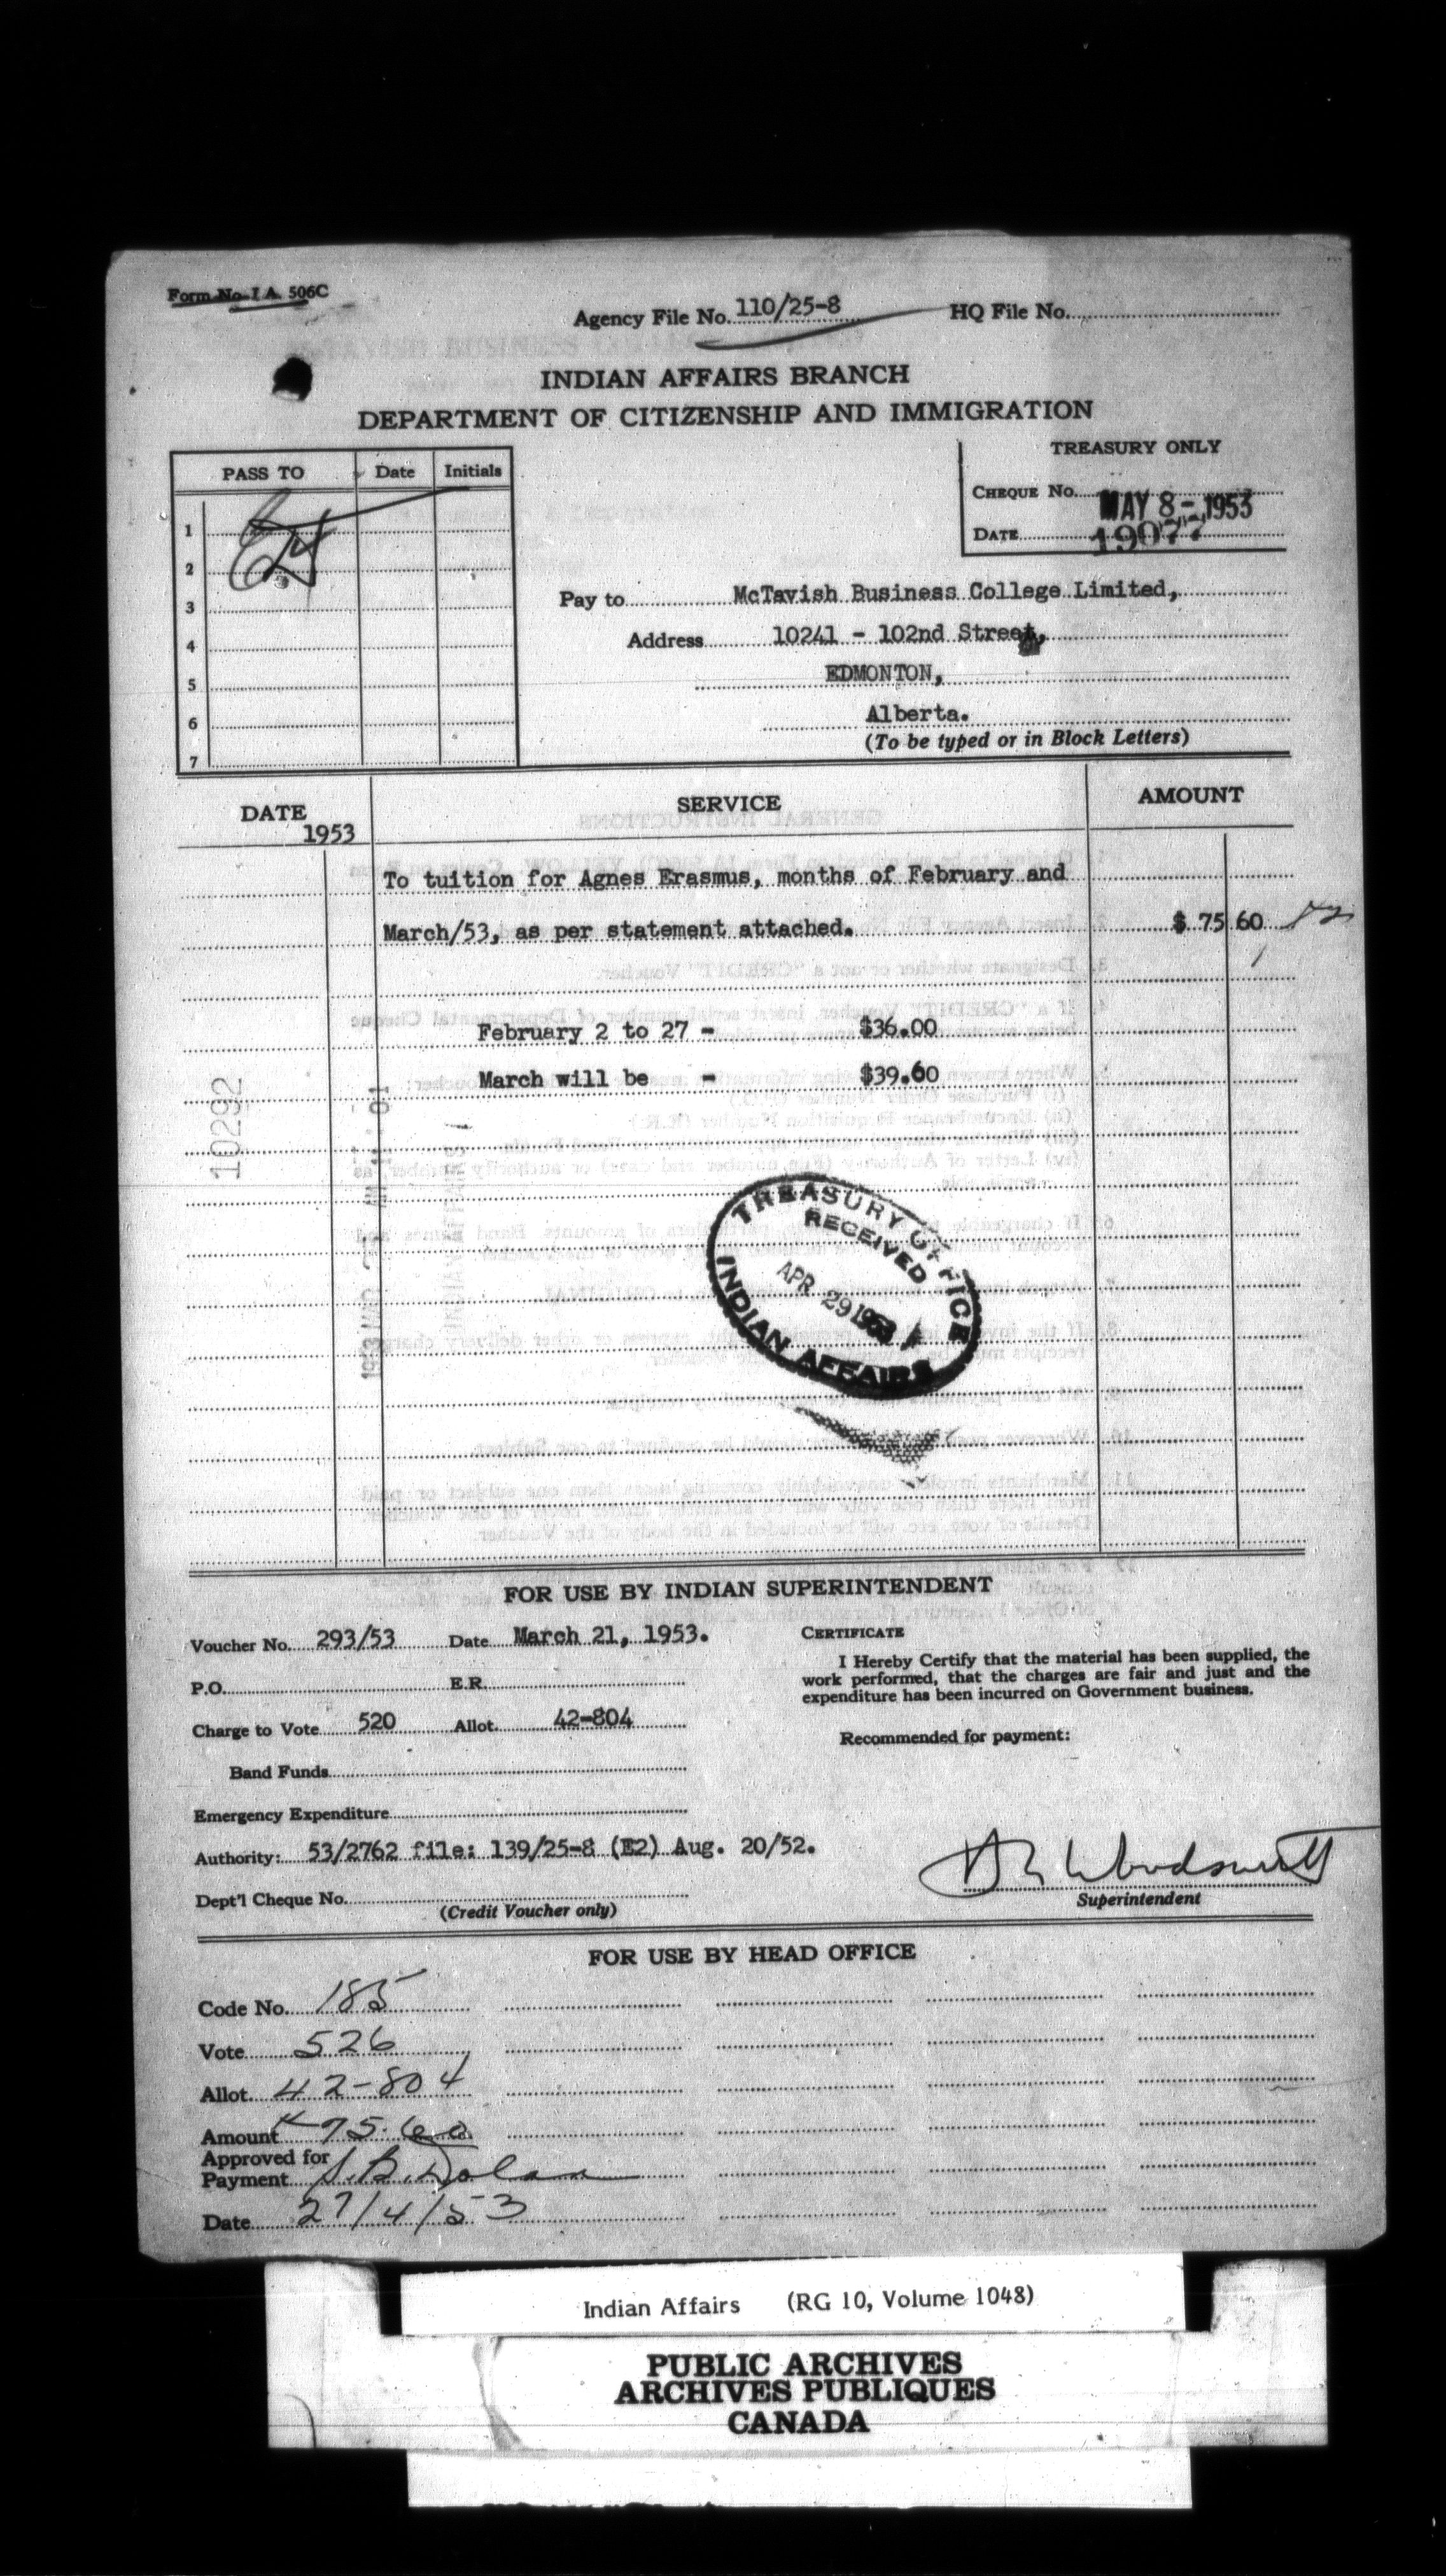 Form No. I A. 506C
Agency File No. 110/25-8 HQ File No.
INDIAN AFFAIRS BRANCH
DEPARTMENT OF CITIZENSHIP AND IMMIGRATION
PASS TO Date Initials
1
2
3
4
5
6
7
TREASURY ONLY
CHEQUE No. MAY 8-1953
DATE 19077
Pay to McTavish Business College Limited,
Address 10241 - 102nd Street,
EDMONTON,
Alberta.
(To be typed or in Block Letters)
DATE SERVICE AMOUNT
1953
To tuition for Agnes Erasmus, months of February and
March/53, as per statement attached. $ 75 60
February 2 to 27 - $36.00
March will be - $39.60
10292
TREASURY OFFICE
RECEIVED
APR 29 1953
INDIAN AFFAIRS
FOR USE BY INDIAN SUPERINTENDENT
Voucher No. 293/53 Date March 21, 1953.
P.O. E.R.
Charge to Vote 520 Allot. 42-804
Band Funds
Emergency Expenditure
Authority: 53/2762 file: 139/25-8 (E2) Aug. 20/52.
Dept'l Cheque No.
(Credit Voucher only)
CERTIFICATE
I Hereby Certify that the material has been supplied, the
work performed, that the charges are fair and just and the
expenditure has been incurred on Government business.
Recommended for payment:
Superintendent
FOR USE BY HEAD OFFICE
Code No. 185
Vote 526
Allot. 42-804
Amount 75.60
Approved for
Payment
Date 27/4/53
Indian Affairs (RG 10, Volume 1048)
PUBLIC ARCHIVES
ARCHIVES PUBLIQUES
CANADA